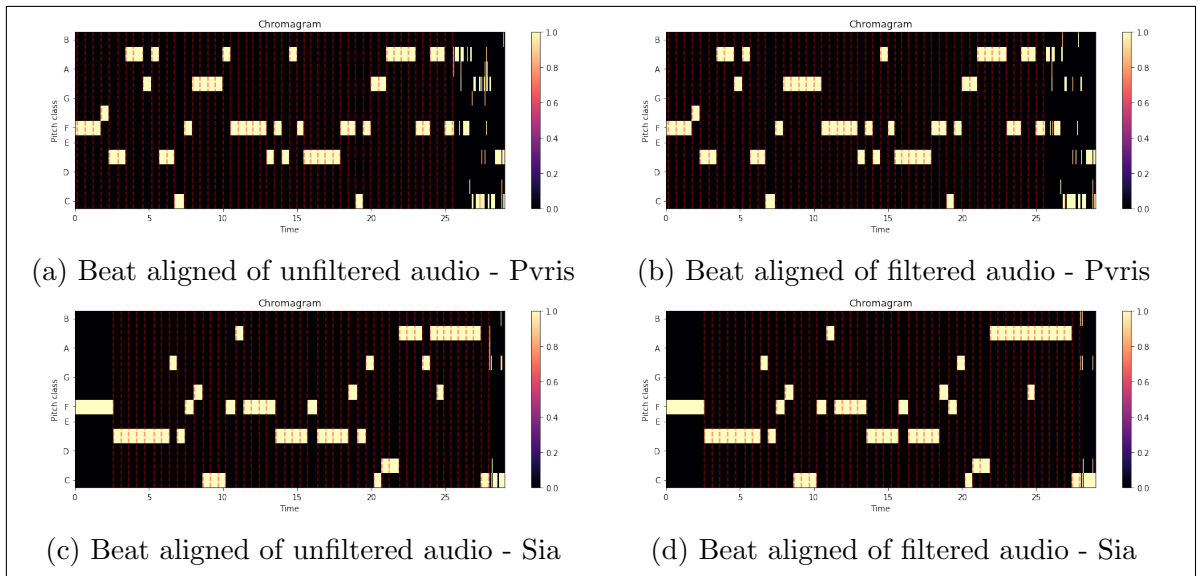 Chromagram
B
A
G
F
E
D
C
Pitch class
0 5 10 15 20 25
Time
1.0
0.8
0.6
0.4
0.2
0.0
(a) Beat aligned of unfiltered audio - Pvris
Chromagram
B
A
G
F
E
D
C
Pitch class
0 5 10 15 20 25
Time
1.0
0.8
0.6
0.4
0.2
0.0
(b) Beat aligned of filtered audio - Pvris
Chromagram
B
A
G
F
E
D
C
Pitch class
0 5 10 15 20 25
Time
1.0
0.8
0.6
0.4
0.2
0.0
(c) Beat aligned of unfiltered audio - Sia
Chromagram
B
A
G
F
E
D
C
Pitch class
0 5 10 15 20 25
Time
1.0
0.8
0.6
0.4
0.2
0.0
(d) Beat aligned of filtered audio - Sia